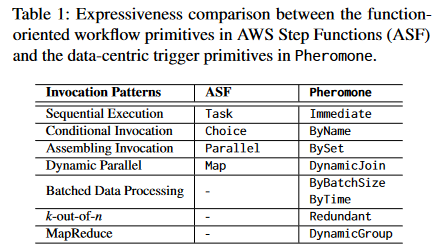 Table 1: Expressiveness comparison between the function-
oriented workflow primitives in AWS Step Functions (ASF)
and the data-centric trigger primitives in Pheromone.
Invocation Patterns ASF Pheromone
Sequential Execution Task Immediate
Conditional Invocation Choice ByName
Assembling Invocation Parallel BySet
Dynamic Parallel Map DynamicJoin
Batched Data Processing - ByBatchSize
ByTime
k-out-of-n - Redundant
MapReduce - DynamicGroup